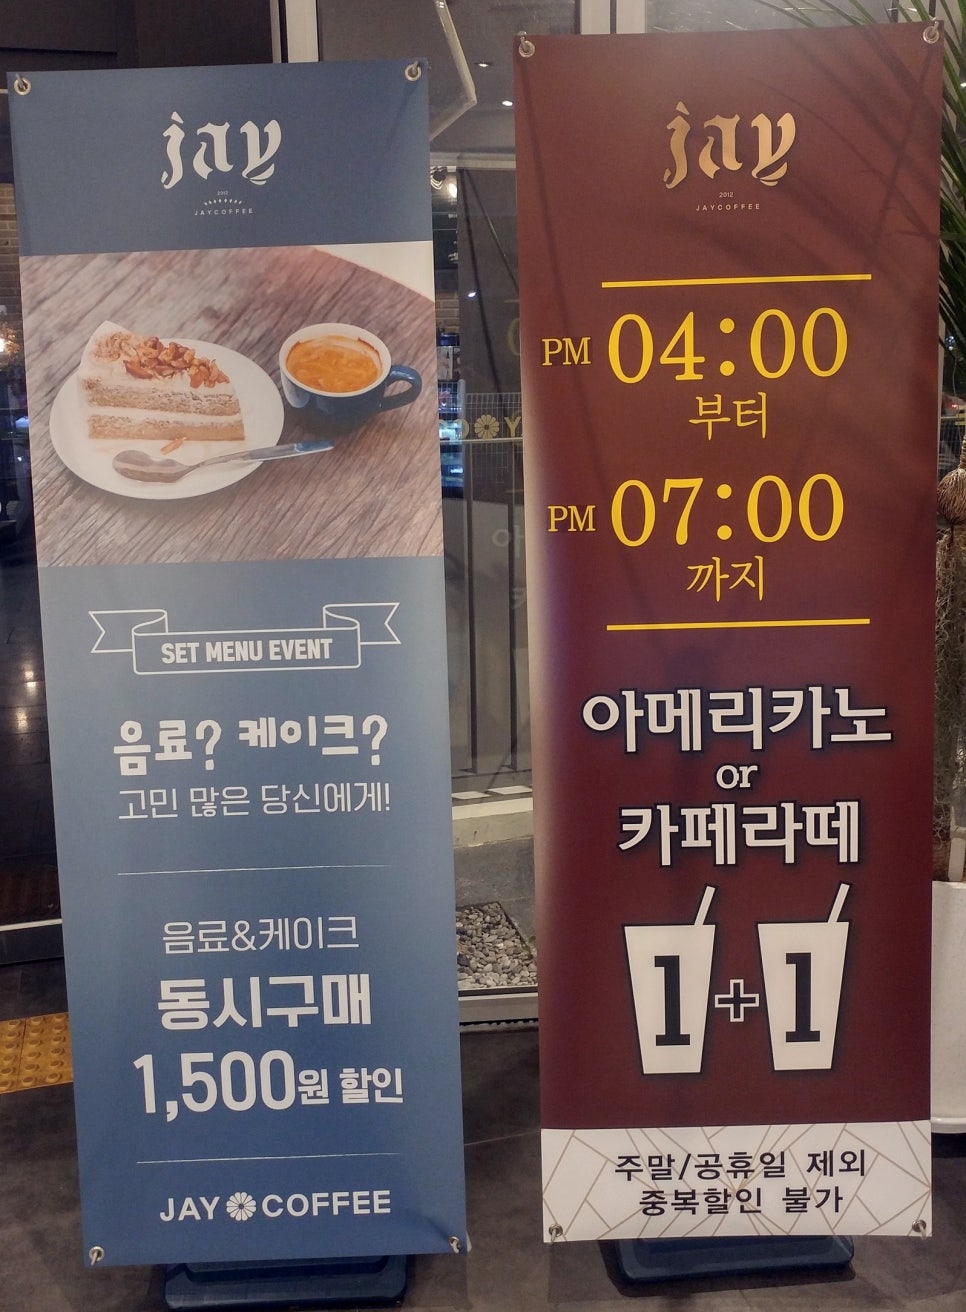 jay
2012
JAYCOFFEE
SET MENU EVENT
음료? 케이크?
고민 많은 당신에게!
음료&케이크
동시구매
1,500원 할인
JAY COFFEE
jay
2012
JAYCOFFEE
PM 04:00
부터
PM 07:00
까지
아메리카노
or
카페라떼
1+1
주말/공휴일 제외
중복할인 불가